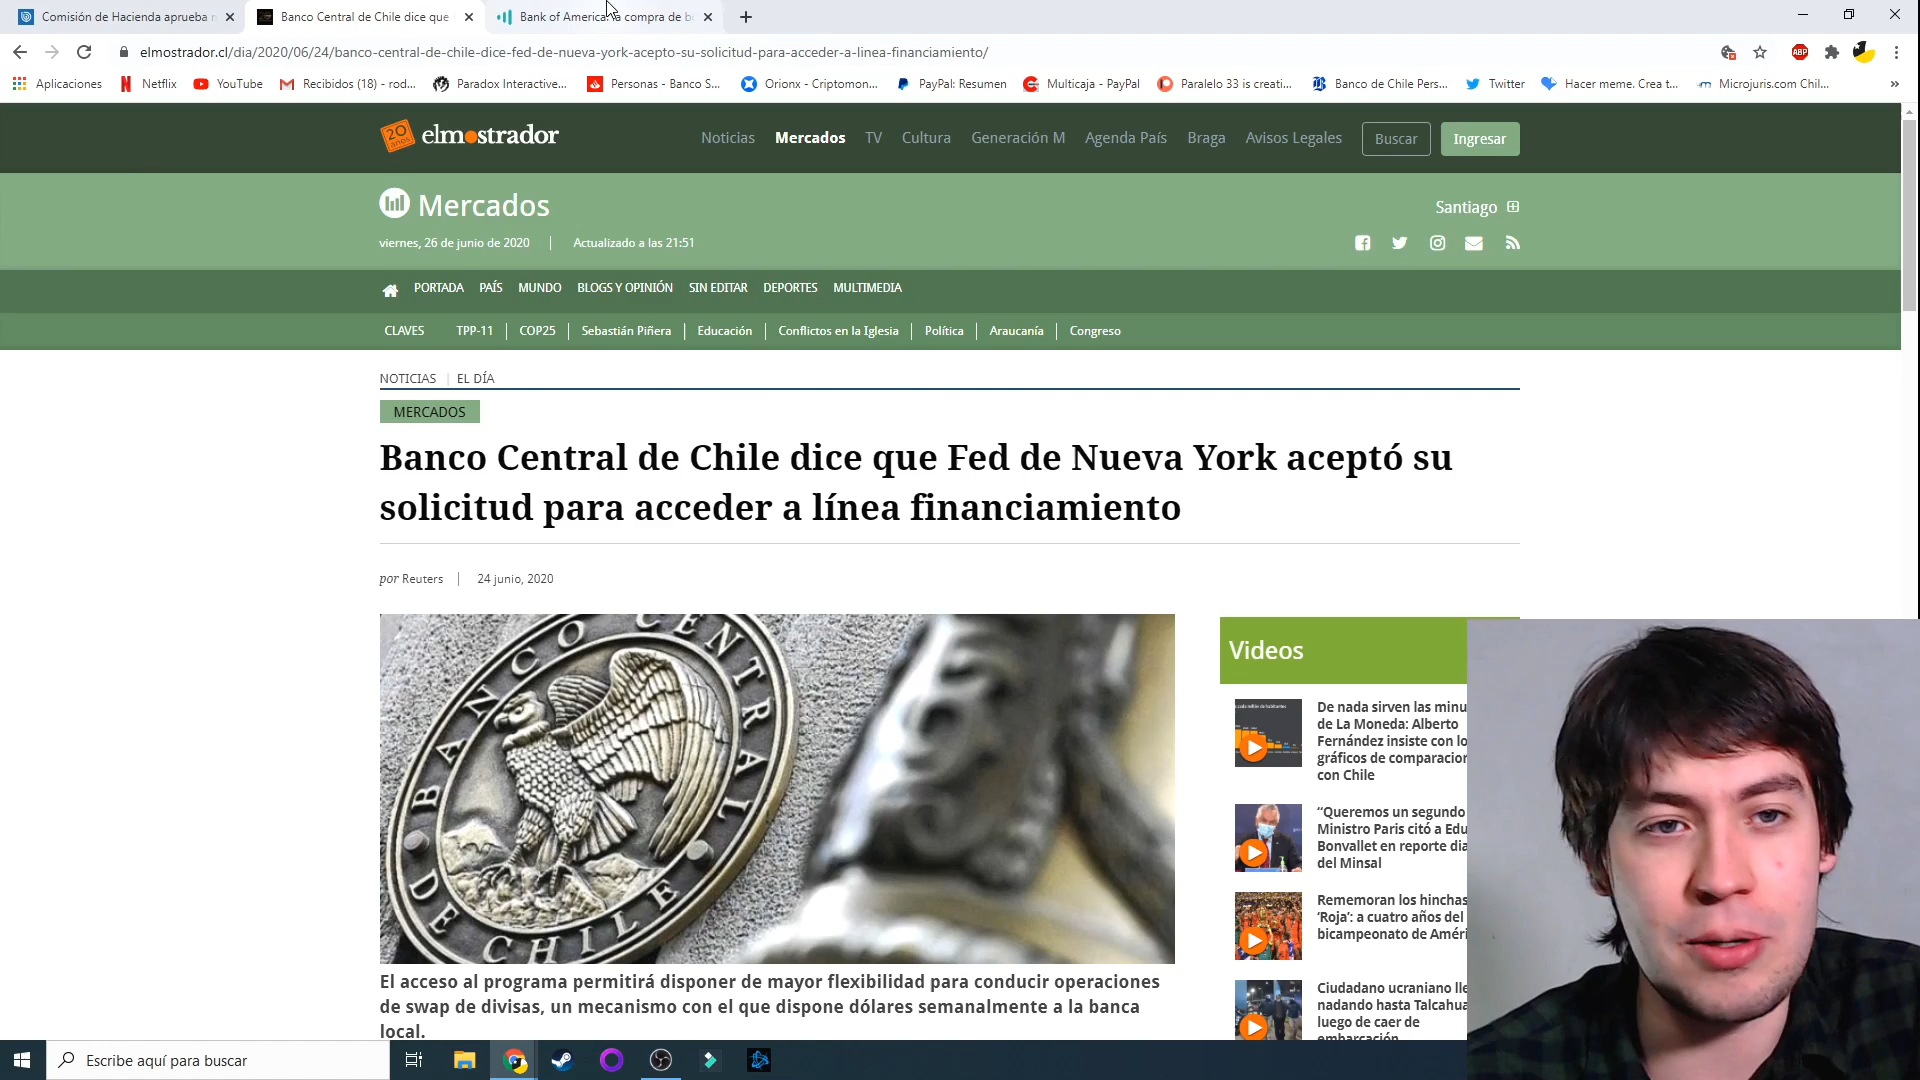 Comisión de Hacienda aprueba
Banco Central de Chile dice que
Bank of America: la compra de b
elmostrador.cl/dia/2020/06/24/banco-central-de-chile-dice-fed-de-nueva-york-acepto-su-solicitud-para-acceder-a-linea-financiamiento/
ABP
Aplicaciones
Netflix
YouTube
Recibidos (18) - rod...
Paradox Interactive...
Personas - Banco S...
Orionx - Criptomon...
PayPal: Resumen
Multicaja - PayPal
Paralelo 33 is creati...
Banco de Chile Pers...
Twitter
Hacer meme. Crea t...
Microjuris.com Chil...
»
20 años elmostrador
Noticias Mercados TV Cultura Generación M Agenda País Braga Avisos Legales Buscar Ingresar
Mercados
Santiago
viernes, 26 de junio de 2020 | Actualizado a las 21:51
PORTADA PAÍS MUNDO BLOGS Y OPINIÓN SIN EDITAR DEPORTES MULTIMEDIA
CLAVES TPP-11 | COP25 | Sebastián Piñera | Educación | Conflictos en la Iglesia | Política | Araucanía | Congreso
NOTICIAS | EL DÍA
MERCADOS
Banco Central de Chile dice que Fed de Nueva York aceptó su
solicitud para acceder a línea financiamiento
por Reuters | 24 junio, 2020
BANCO CENTRAL
DE CHILE
El acceso al programa permitirá disponer de mayor flexibilidad para conducir operaciones
de swap de divisas, un mecanismo con el que dispone dólares semanalmente a la banca
local.
Videos
De nada sirven las minu
de La Moneda: Alberto
Fernández insiste con lo
gráficos de comparacior
con Chile
“Queremos un segundo
Ministro Paris citó a Edu
Bonvallet en reporte dia
del Minsal
Rememoran los hinchas
‘Roja’: a cuatro años del
bicampeonato de Améri
Ciudadano ucraniano lle
nadando hasta Talcahua
luego de caer de
embarcación
Escribe aquí para buscar